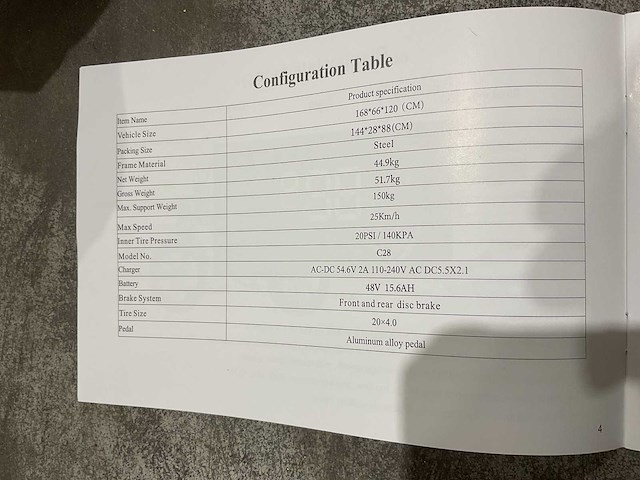 Configuration Table
Item Name Product specification
Vehicle Size 168*66*120 (CM)
Packing Size 144*28*88(CM)
Frame Material Steel
Net Weight 44.9kg
Gross Weight 51.7kg
Max. Support Weight 150kg
Max Speed 25Km/h
Inner Tire Pressure 20PSI / 140KPA
Model No. C28
Charger AC-DC 54.6V 2A 110-240V AC DC5.5X2.1
Battery 48V 15.6AH
Brake System Front and rear disc brake
Tire Size 20×4.0
Pedal Aluminum alloy pedal
4